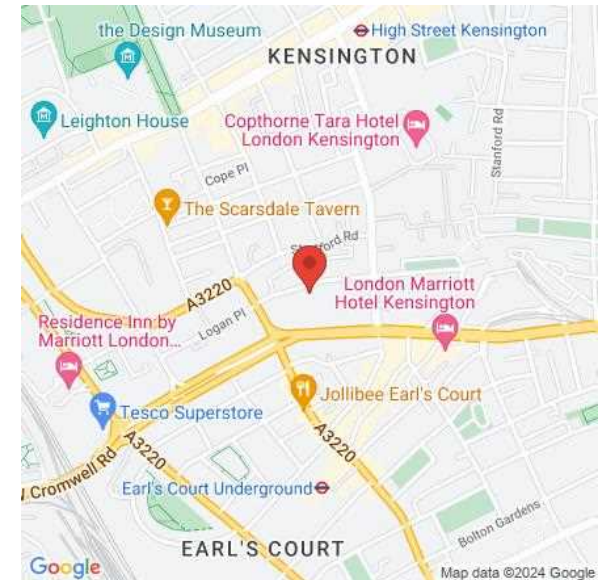 the Design Museum
High Street Kensington
KENSINGTON
Leighton House
Copthorne Tara Hotel
London Kensington
Stanford Rd
Cope Pl
The Scarsdale Tavern
A3220
London Marriott
Hotel Kensington
Logan Pl
Residence Inn by
Marriott London...
Jollibee Earl's Court
Tesco Superstore
A3220
A3220
Cromwell Rd
Earl's Court Underground
Bolton Gardens
EARL'S COURT
Google
Map data ©2024 Google